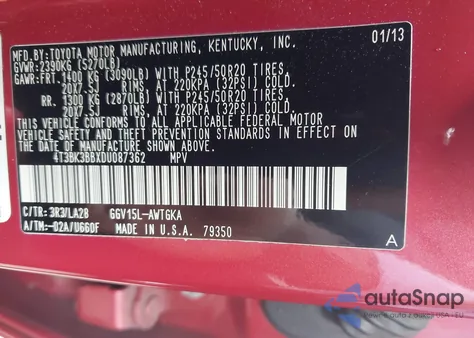 MFD.BY:TOYOTA MOTOR MANUFACTURING, KENTUCKY, INC.
GVWR:2390KG (5270LB) 01/13
GAWR:FRT.1400 KG (3090LB) WITH P245/50R20 TIRES,
20X7.5J RIMS, AT 220KPA (32PSI) COLD.
RR. 1300 KG (2870LB) WITH P245/50R20 TIRES,
20X7.5J RIMS, AT 220KPA (32PSI) COLD.
THIS VEHICLE CONFORMS TO ALL APPLICABLE FEDERAL MOTOR
VEHICLE SAFETY AND THEFT PREVENTION STANDARDS IN EFFECT ON
THE DATE OF MANUFACTURE SHOWN ABOVE.
4T3BK3BBXDU087362 MPV
C/TR: 3R3/LA28 GGV15L-AWTGKA
A/TM:-02A/U660F MADE IN U.S.A. 79350 A
autoSnap